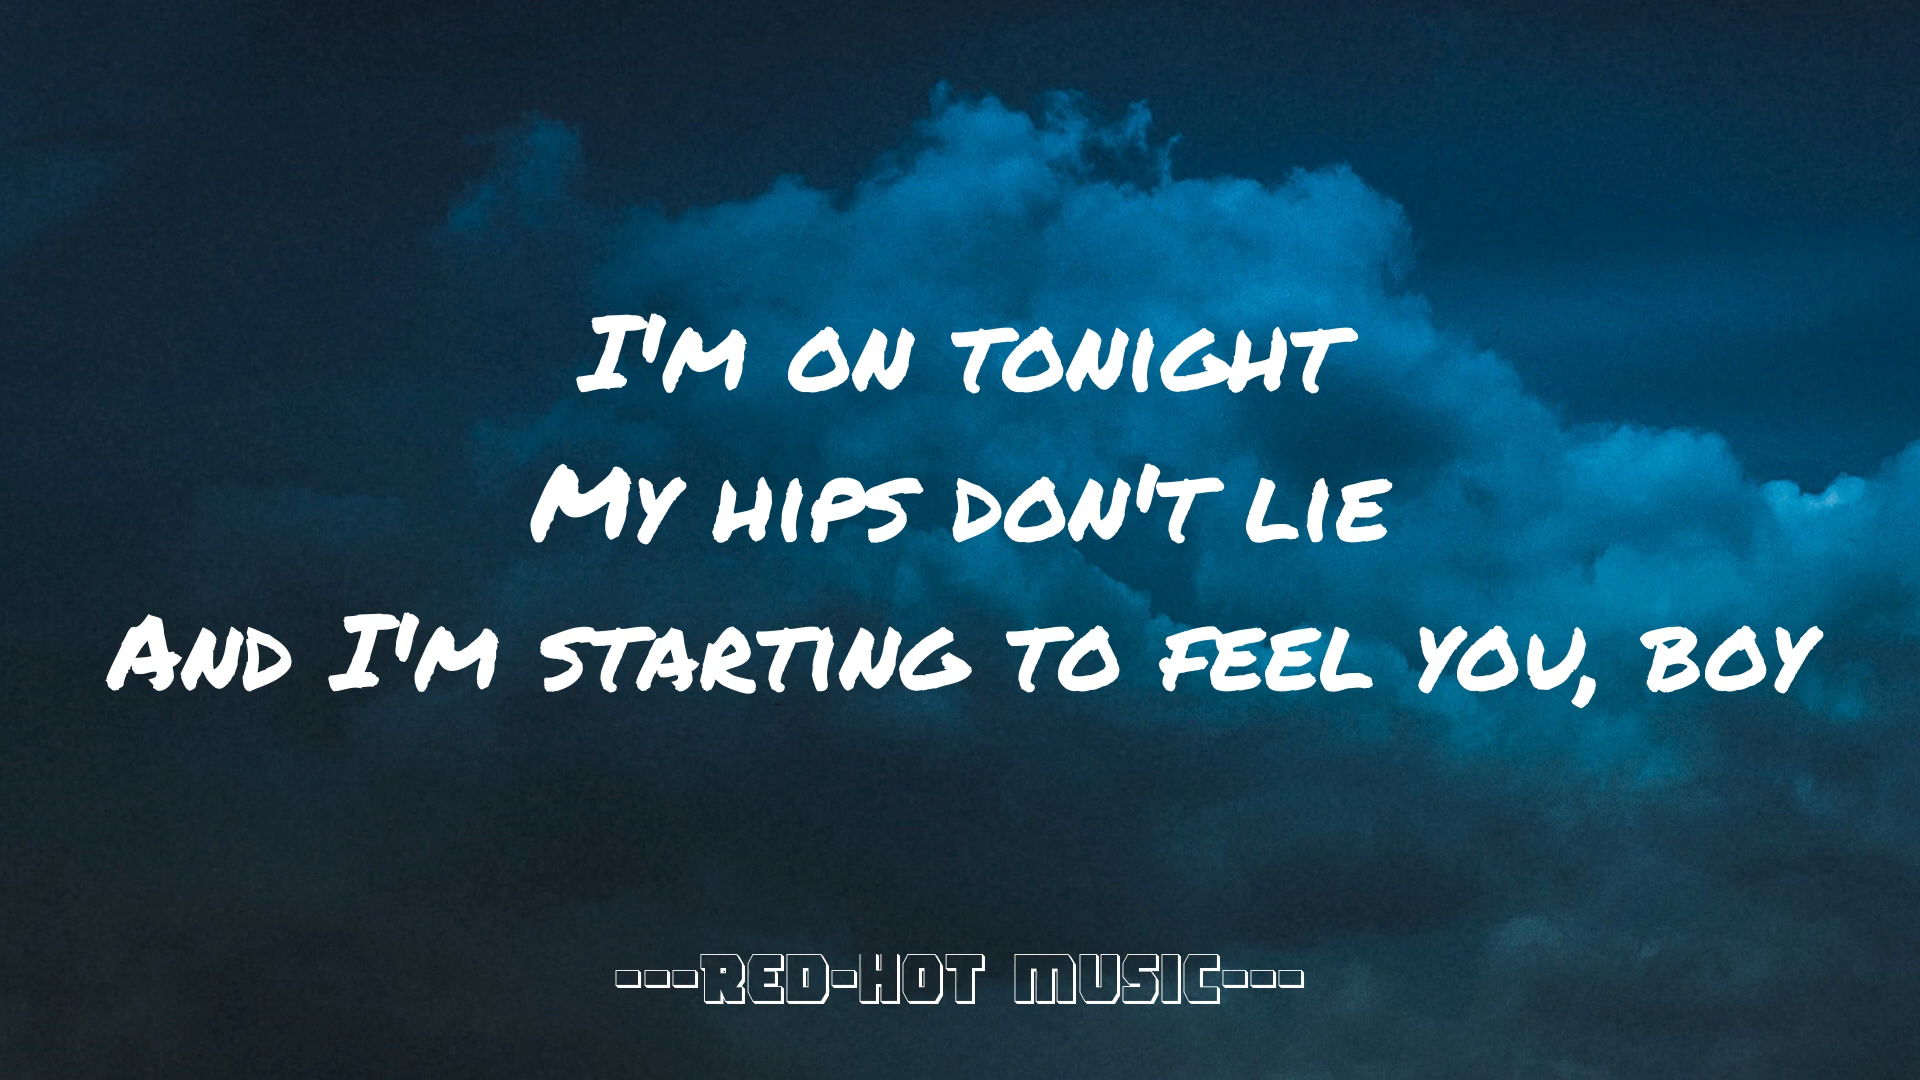 I'm on tonight
My hips don't lie
And I'm starting to feel you, boy
---RED-HOT MUSIC---